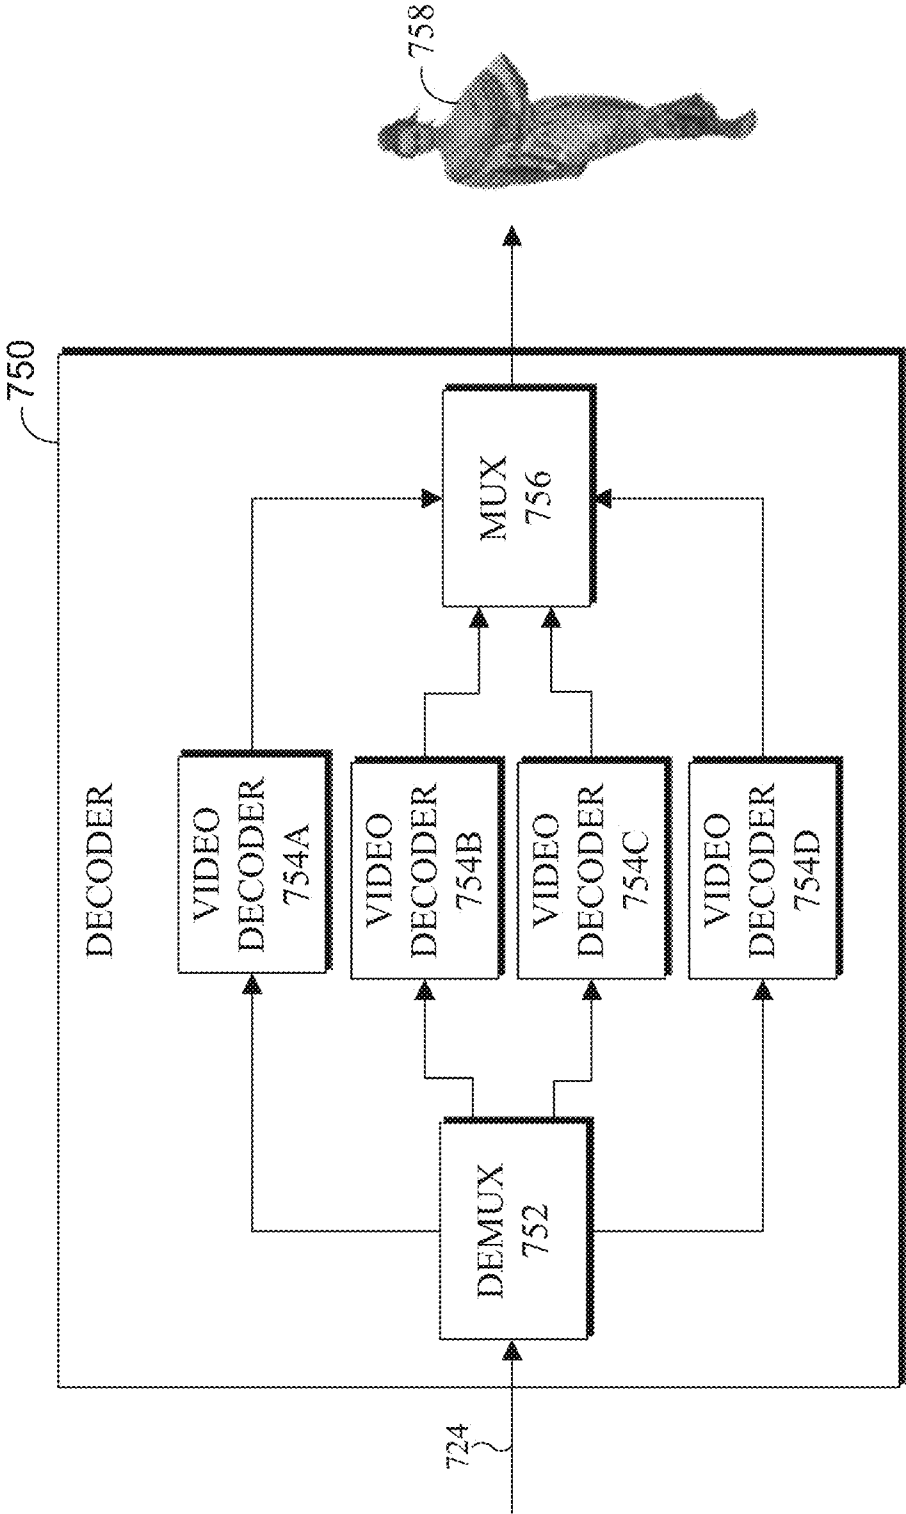 750
DECODER
724
DEMUX
752
VIDEO
DECODER
754A
VIDEO
DECODER
754B
VIDEO
DECODER
754C
VIDEO
DECODER
754D
MUX
756
758